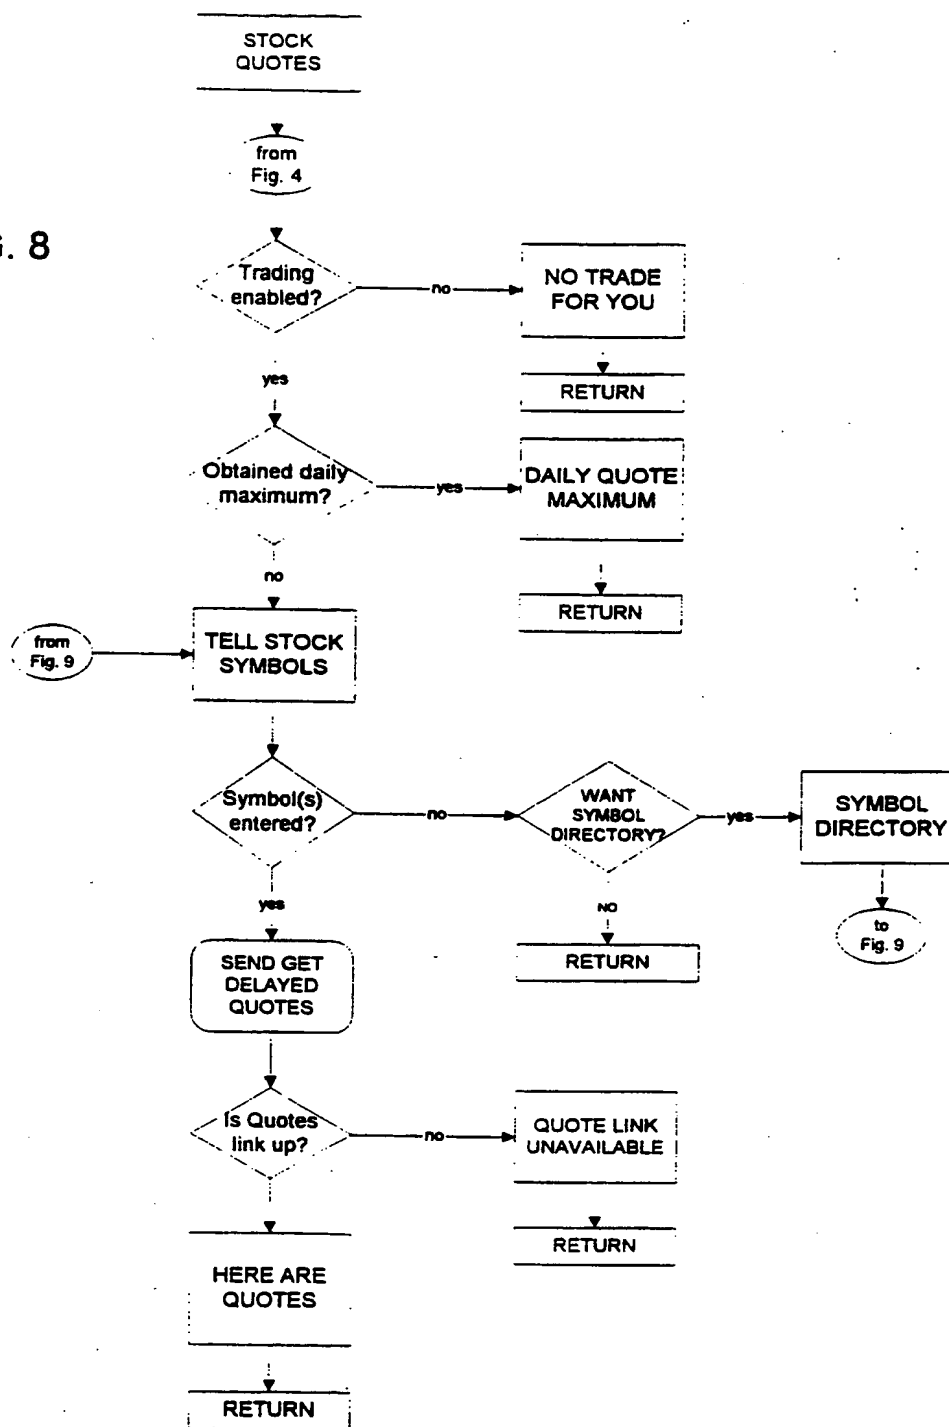 STOCK
QUOTES
from
Fig. 4
. 8
Trading
enabled?
no
NO TRADE
FOR YOU
yes
RETURN
Obtained daily
maximum?
yes
DAILY QUOTE
MAXIMUM
no
RETURN
from
Fig. 9
TELL STOCK
SYMBOLS
Symbol(s)
entered?
no
WANT
SYMBOL
DIRECTORY?
yes
SYMBOL
DIRECTORY
yes
NO
to
Fig. 9
SEND GET
DELAYED
QUOTES
RETURN
Is Quotes
link up?
no
QUOTE LINK
UNAVAILABLE
RETURN
HERE ARE
QUOTES
RETURN